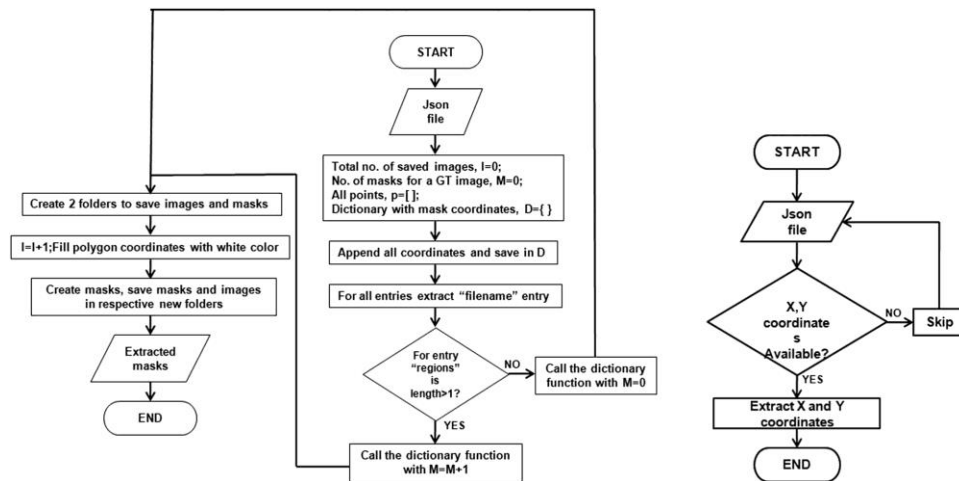 START
Json
file
Total no. of saved images, I=0;
No. of masks for a GT image, M=0;
All points, p=[ ];
Dictionary with mask coordinates, D={ }
Append all coordinates and save in D
For all entries extract “filename” entry
For entry
“regions”
is
length>1?
NO
Call the dictionary
function with M=0
YES
Call the dictionary function
with M=M+1
Create 2 folders to save images and masks
I=I+1;Fill polygon coordinates with white color
Create masks, save masks and images
in respective new folders
Extracted
masks
END
START
Json
file
X,Y
coordinate
s
Available?
NO
Skip
YES
Extract X and Y
coordinates
END